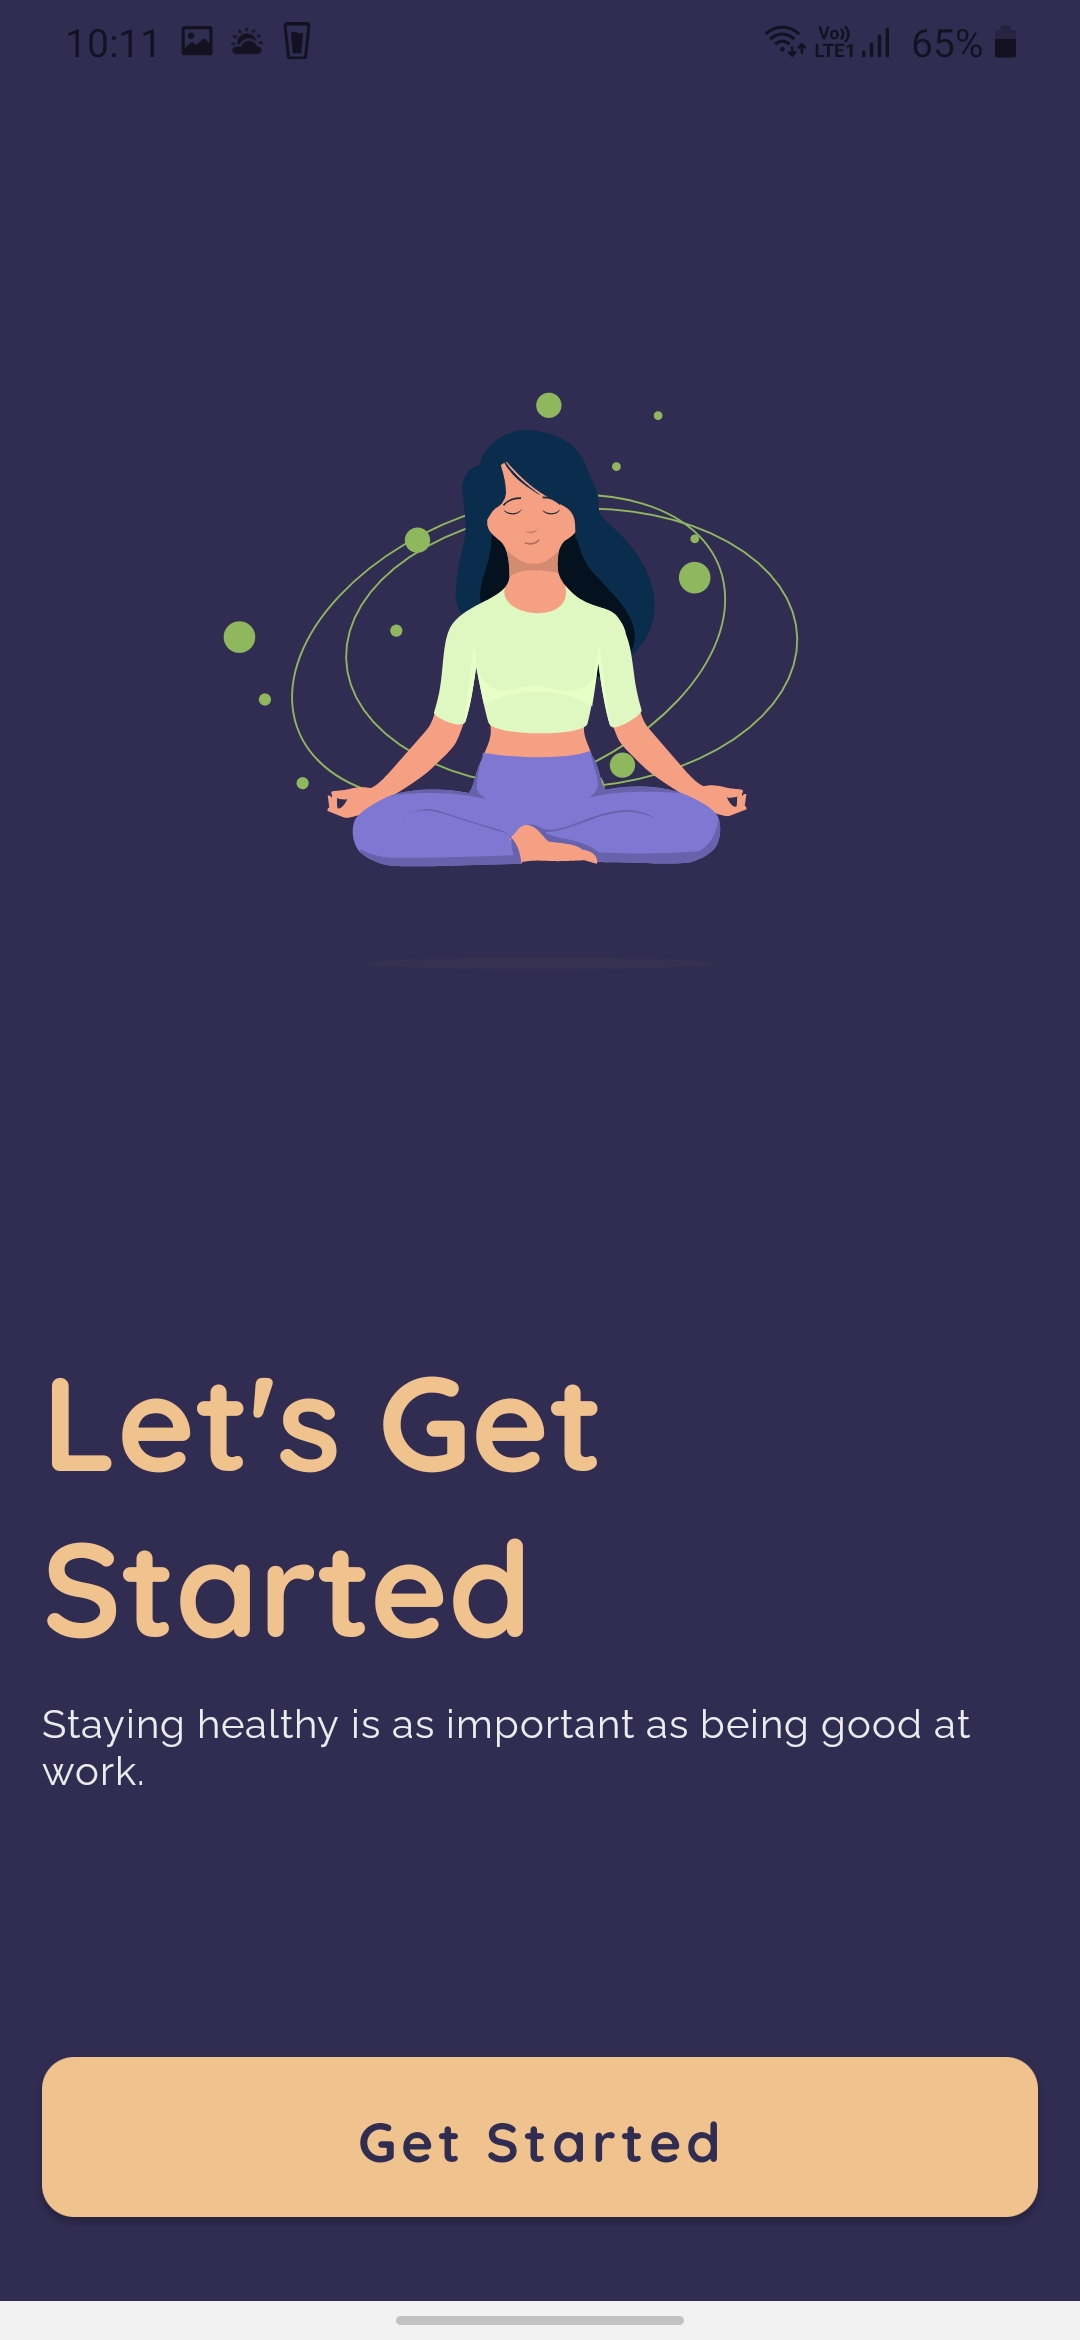 10:11 Vo)) LTE1 65%
Let's Get
Started
Staying healthy is as important as being good at
work.
Get Started